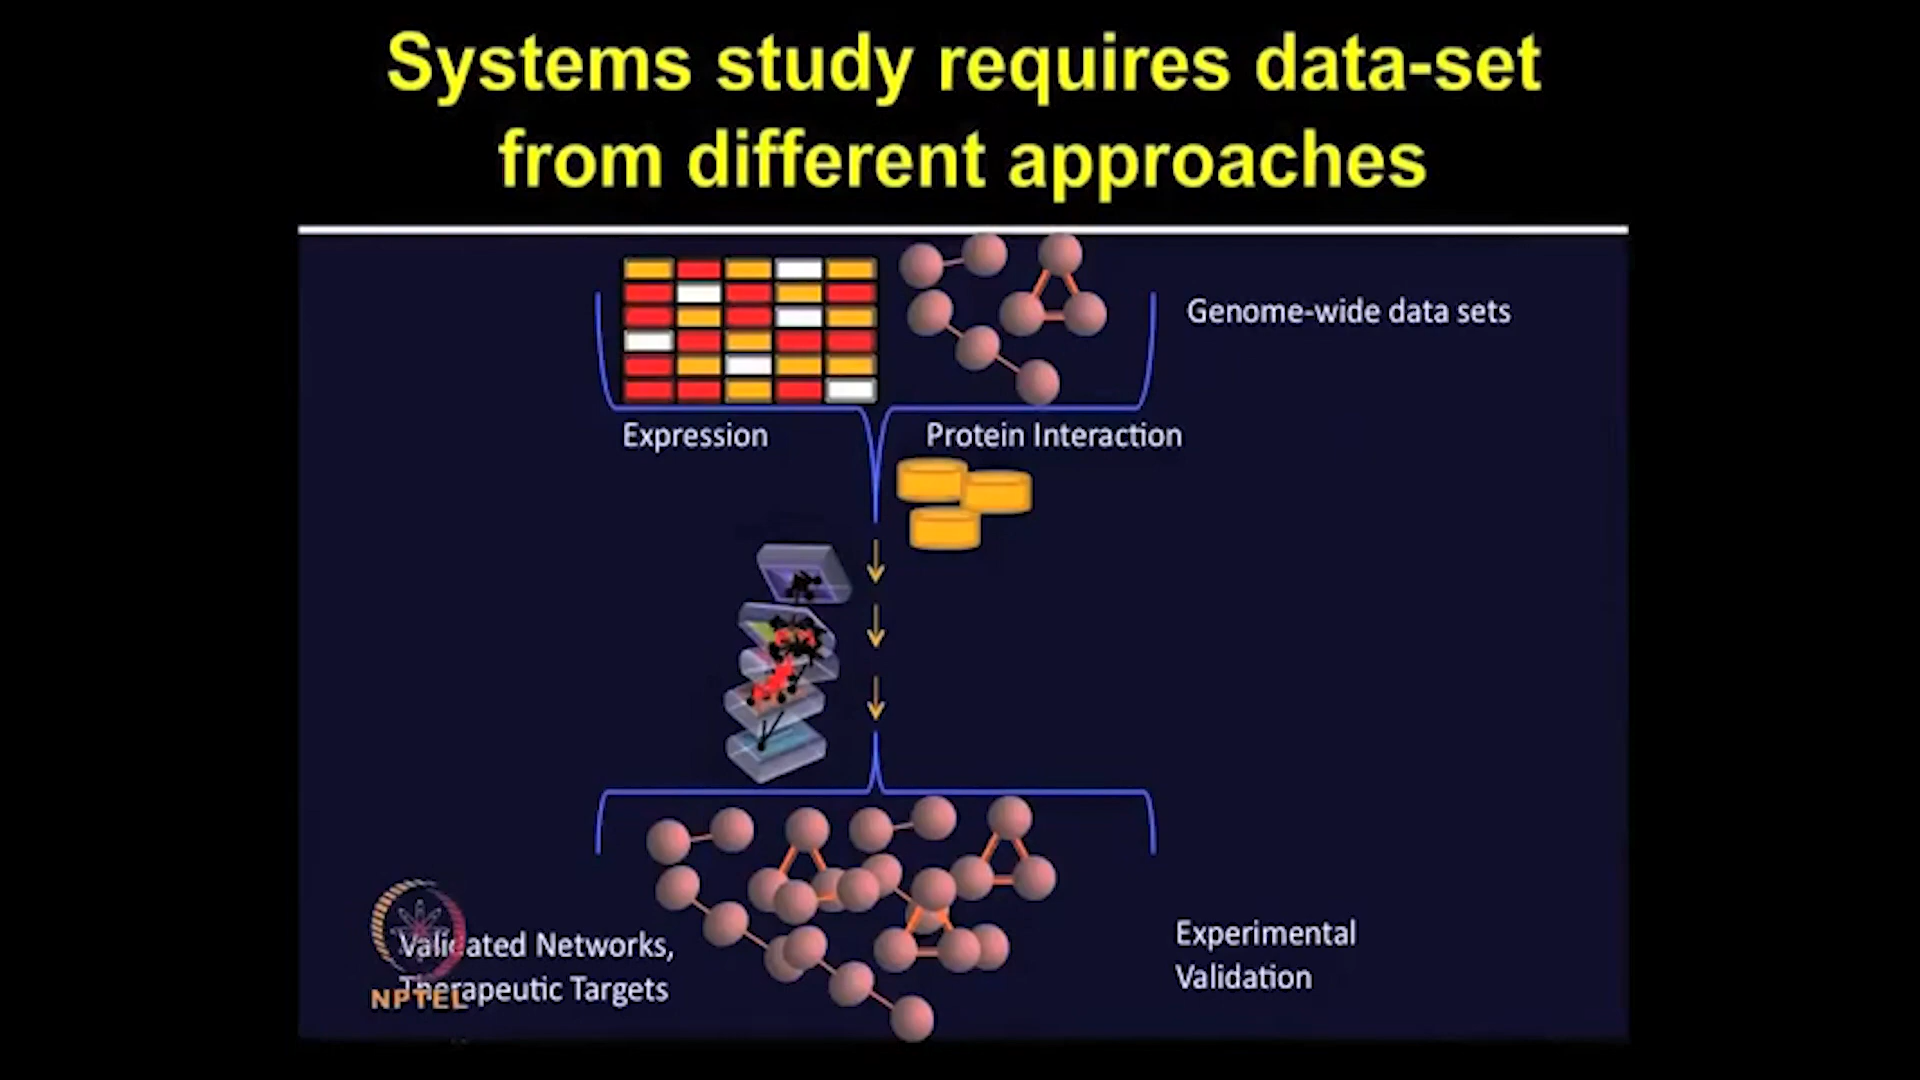 Systems study requires data-set
from different approaches
Genome-wide data sets
Expression
Protein Interaction
Validated Networks,
Therapeutic Targets
Experimental
Validation
NPTEL